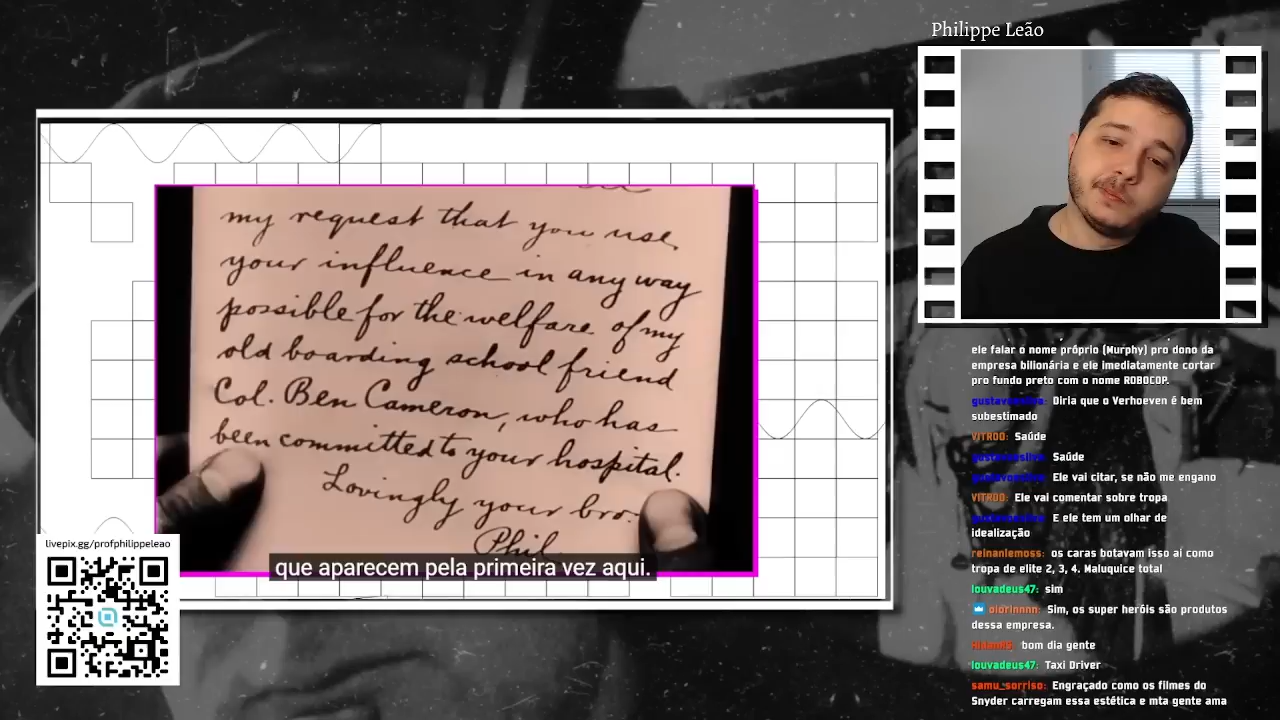 Philippe Leão
my request that you use
your influence in any way
possible for the welfare of my
old boarding school friend
Col. Ben Cameron, who has
been committed to your hospital.
Lovingly your bro.
Phil
que aparecem pela primeira vez aqui.
livepix.gg/profphilippeleao
ele falar o nome próprio (Murphy) pro dono da
empresa bilionária e ele imediatamente cortar
pro fundo preto com o nome ROBOCOP.
Diria que o Verhoeven é bem
subestimado
VITROD: Saúde
Saúde
Ele vai citar, se não me engano
VITROD: Ele vai comentar sobre tropa
E ele tem um olhar de
idealização
reinanlemoss: os caras botavam isso aí como
tropa de elite 2, 3, 4. Maluquice total
louvadeus47: sim
Sim, os super heróis são produtos
dessa empresa.
bom dia gente
louvadeus47: Taxi Driver
samu_sorriso: Engraçado como os filmes do
Snyder carregam essa estética e mta gente ama